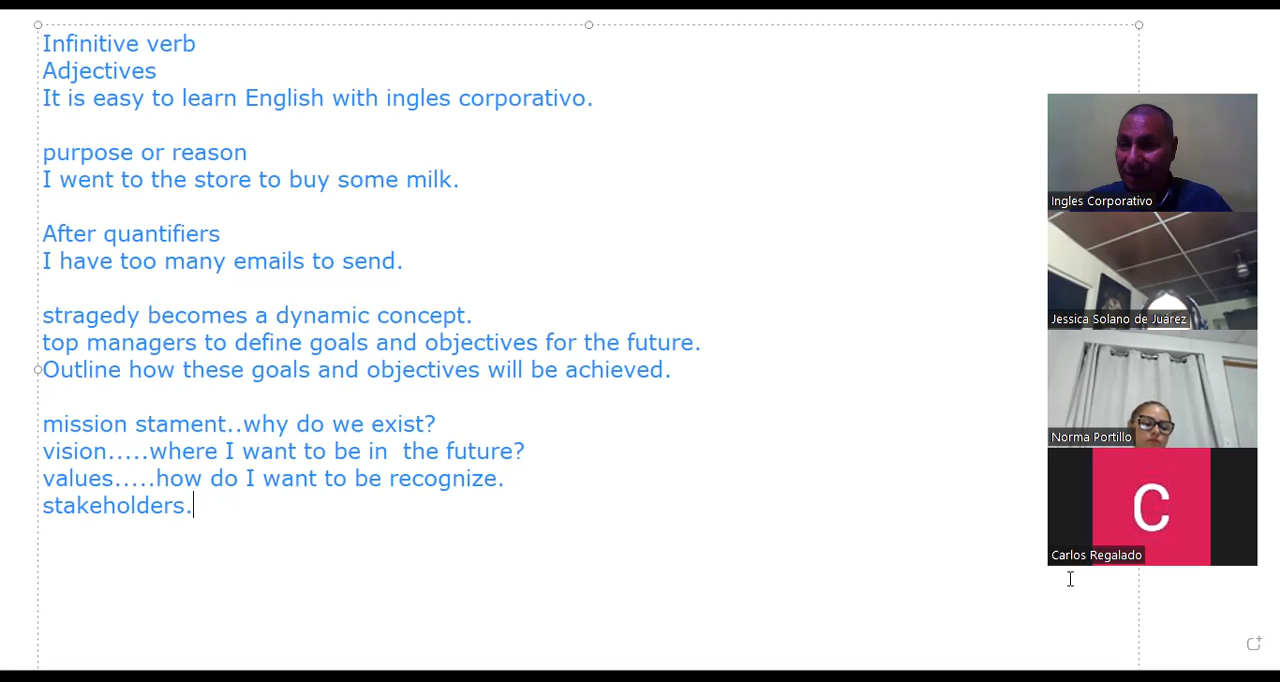 Infinitive verb
Adjectives
It is easy to learn English with ingles corporativo.
purpose or reason
I went to the store to buy some milk.
After quantifiers
I have too many emails to send.
stragedy becomes a dynamic concept.
top managers to define goals and objectives for the future.
Outline how these goals and objectives will be achieved.
mission stament..why do we exist?
vision.....where I want to be in  the future?
values.....how do I want to be recognize.
stakeholders.
Ingles Corporativo
Jessica Solano de Juárez
Norma Portillo
C
Carlos Regalado